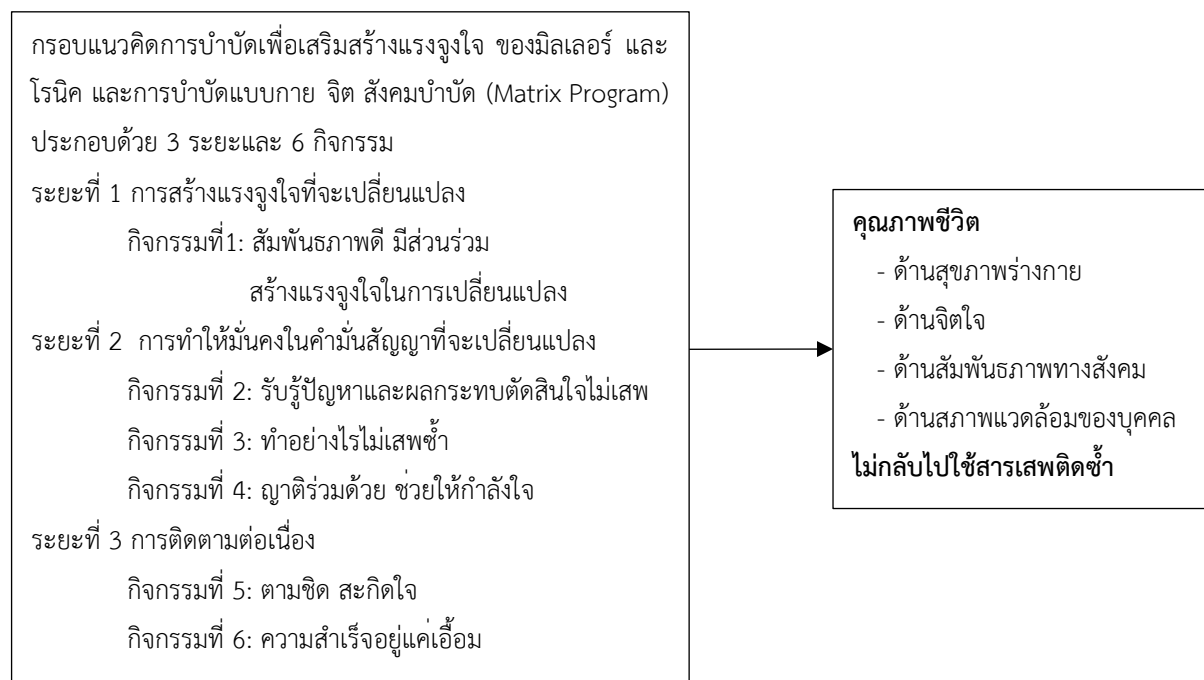 กรอบแนวคิดการบำบัดเพื่อเสริมสร้างแรงจูงใจ ของมิลเลอร์ และ
โรนิค และการบำบัดแบบกาย จิต สังคมบำบัด (Matrix Program)
ประกอบด้วย 3 ระยะและ 6 กิจกรรม
ระยะที่ 1 การสร้างแรงจูงใจที่จะเปลี่ยนแปลง
กิจกรรมที่1: สัมพันธภาพดี มีส่วนร่วม
สร้างแรงจูงใจในการเปลี่ยนแปลง
ระยะที่ 2 การทำให้มั่นคงในคำมั่นสัญญาที่จะเปลี่ยนแปลง
กิจกรรมที่ 2: รับรู้ปัญหาและผลกระทบตัดสินใจไม่เสพ
กิจกรรมที่ 3: ทำอย่างไรไม่เสพซ้ำ
กิจกรรมที่ 4: ญาติร่วมด้วย ช่วยให้กำลังใจ
ระยะที่ 3 การติดตามต่อเนื่อง
กิจกรรมที่ 5: ตามชิด สะกิดใจ
กิจกรรมที่ 6: ความสำเร็จอยู่แค่เอื้อม
คุณภาพชีวิต
- ด้านสุขภาพร่างกาย
- ด้านจิตใจ
- ด้านสัมพันธภาพทางสังคม
- ด้านสภาพแวดล้อมของบุคคล
ไม่กลับไปใช้สารเสพติดซ้ำ